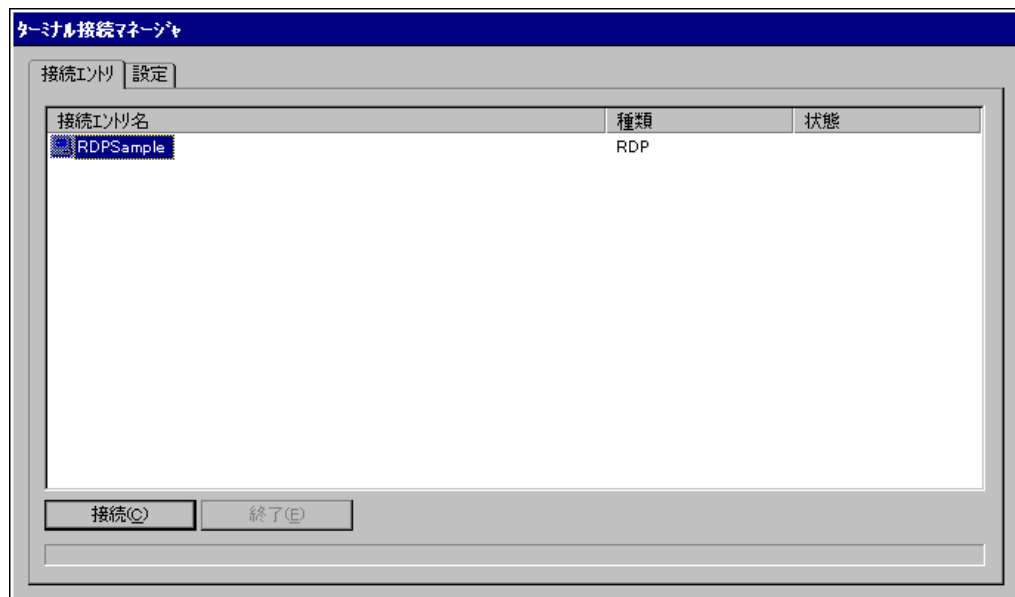 ﾀｰﾐﾅﾙ接続ﾏﾈｰｼﾞｬ
接続ｴﾝﾄﾘ 設定
接続ｴﾝﾄﾘ名 種類 状態
RDPSample RDP
接続(C) 終了(E)